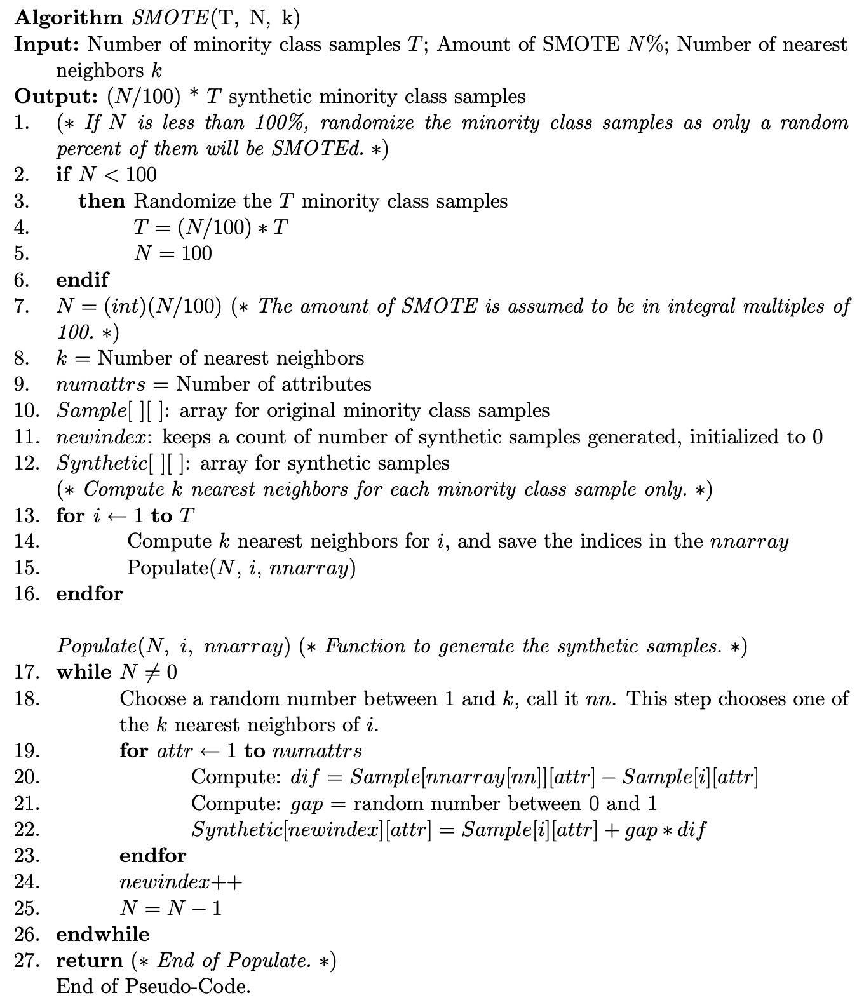 Algorithm SMOTE(T, N, k)
Input: Number of minority class samples T; Amount of SMOTE N%; Number of nearest
neighbors k
Output: (N/100) * T synthetic minority class samples
1. (∗ If N is less than 100%, randomize the minority class samples as only a random
percent of them will be SMOTEd. ∗)
2. if N < 100
3. then Randomize the T minority class samples
4. T = (N/100) ∗ T
5. N = 100
6. endif
7. N = (int)(N/100) (∗ The amount of SMOTE is assumed to be in integral multiples of
100. ∗)
8. k = Number of nearest neighbors
9. numattrs = Number of attributes
10. Sample[ ][ ]: array for original minority class samples
11. newindex: keeps a count of number of synthetic samples generated, initialized to 0
12. Synthetic[ ][ ]: array for synthetic samples
(∗ Compute k nearest neighbors for each minority class sample only. ∗)
13. for i ← 1 to T
14. Compute k nearest neighbors for i, and save the indices in the nnarray
15. Populate(N, i, nnarray)
16. endfor
Populate(N, i, nnarray) (∗ Function to generate the synthetic samples. ∗)
17. while N ≠ 0
18. Choose a random number between 1 and k, call it nn. This step chooses one of
the k nearest neighbors of i.
19. for attr ← 1 to numattrs
20. Compute: dif = Sample[nnarray[nn]][attr] − Sample[i][attr]
21. Compute: gap = random number between 0 and 1
22. Synthetic[newindex][attr] = Sample[i][attr] + gap ∗ dif
23. endfor
24. newindex++
25. N = N − 1
26. endwhile
27. return (∗ End of Populate. ∗)
End of Pseudo-Code.